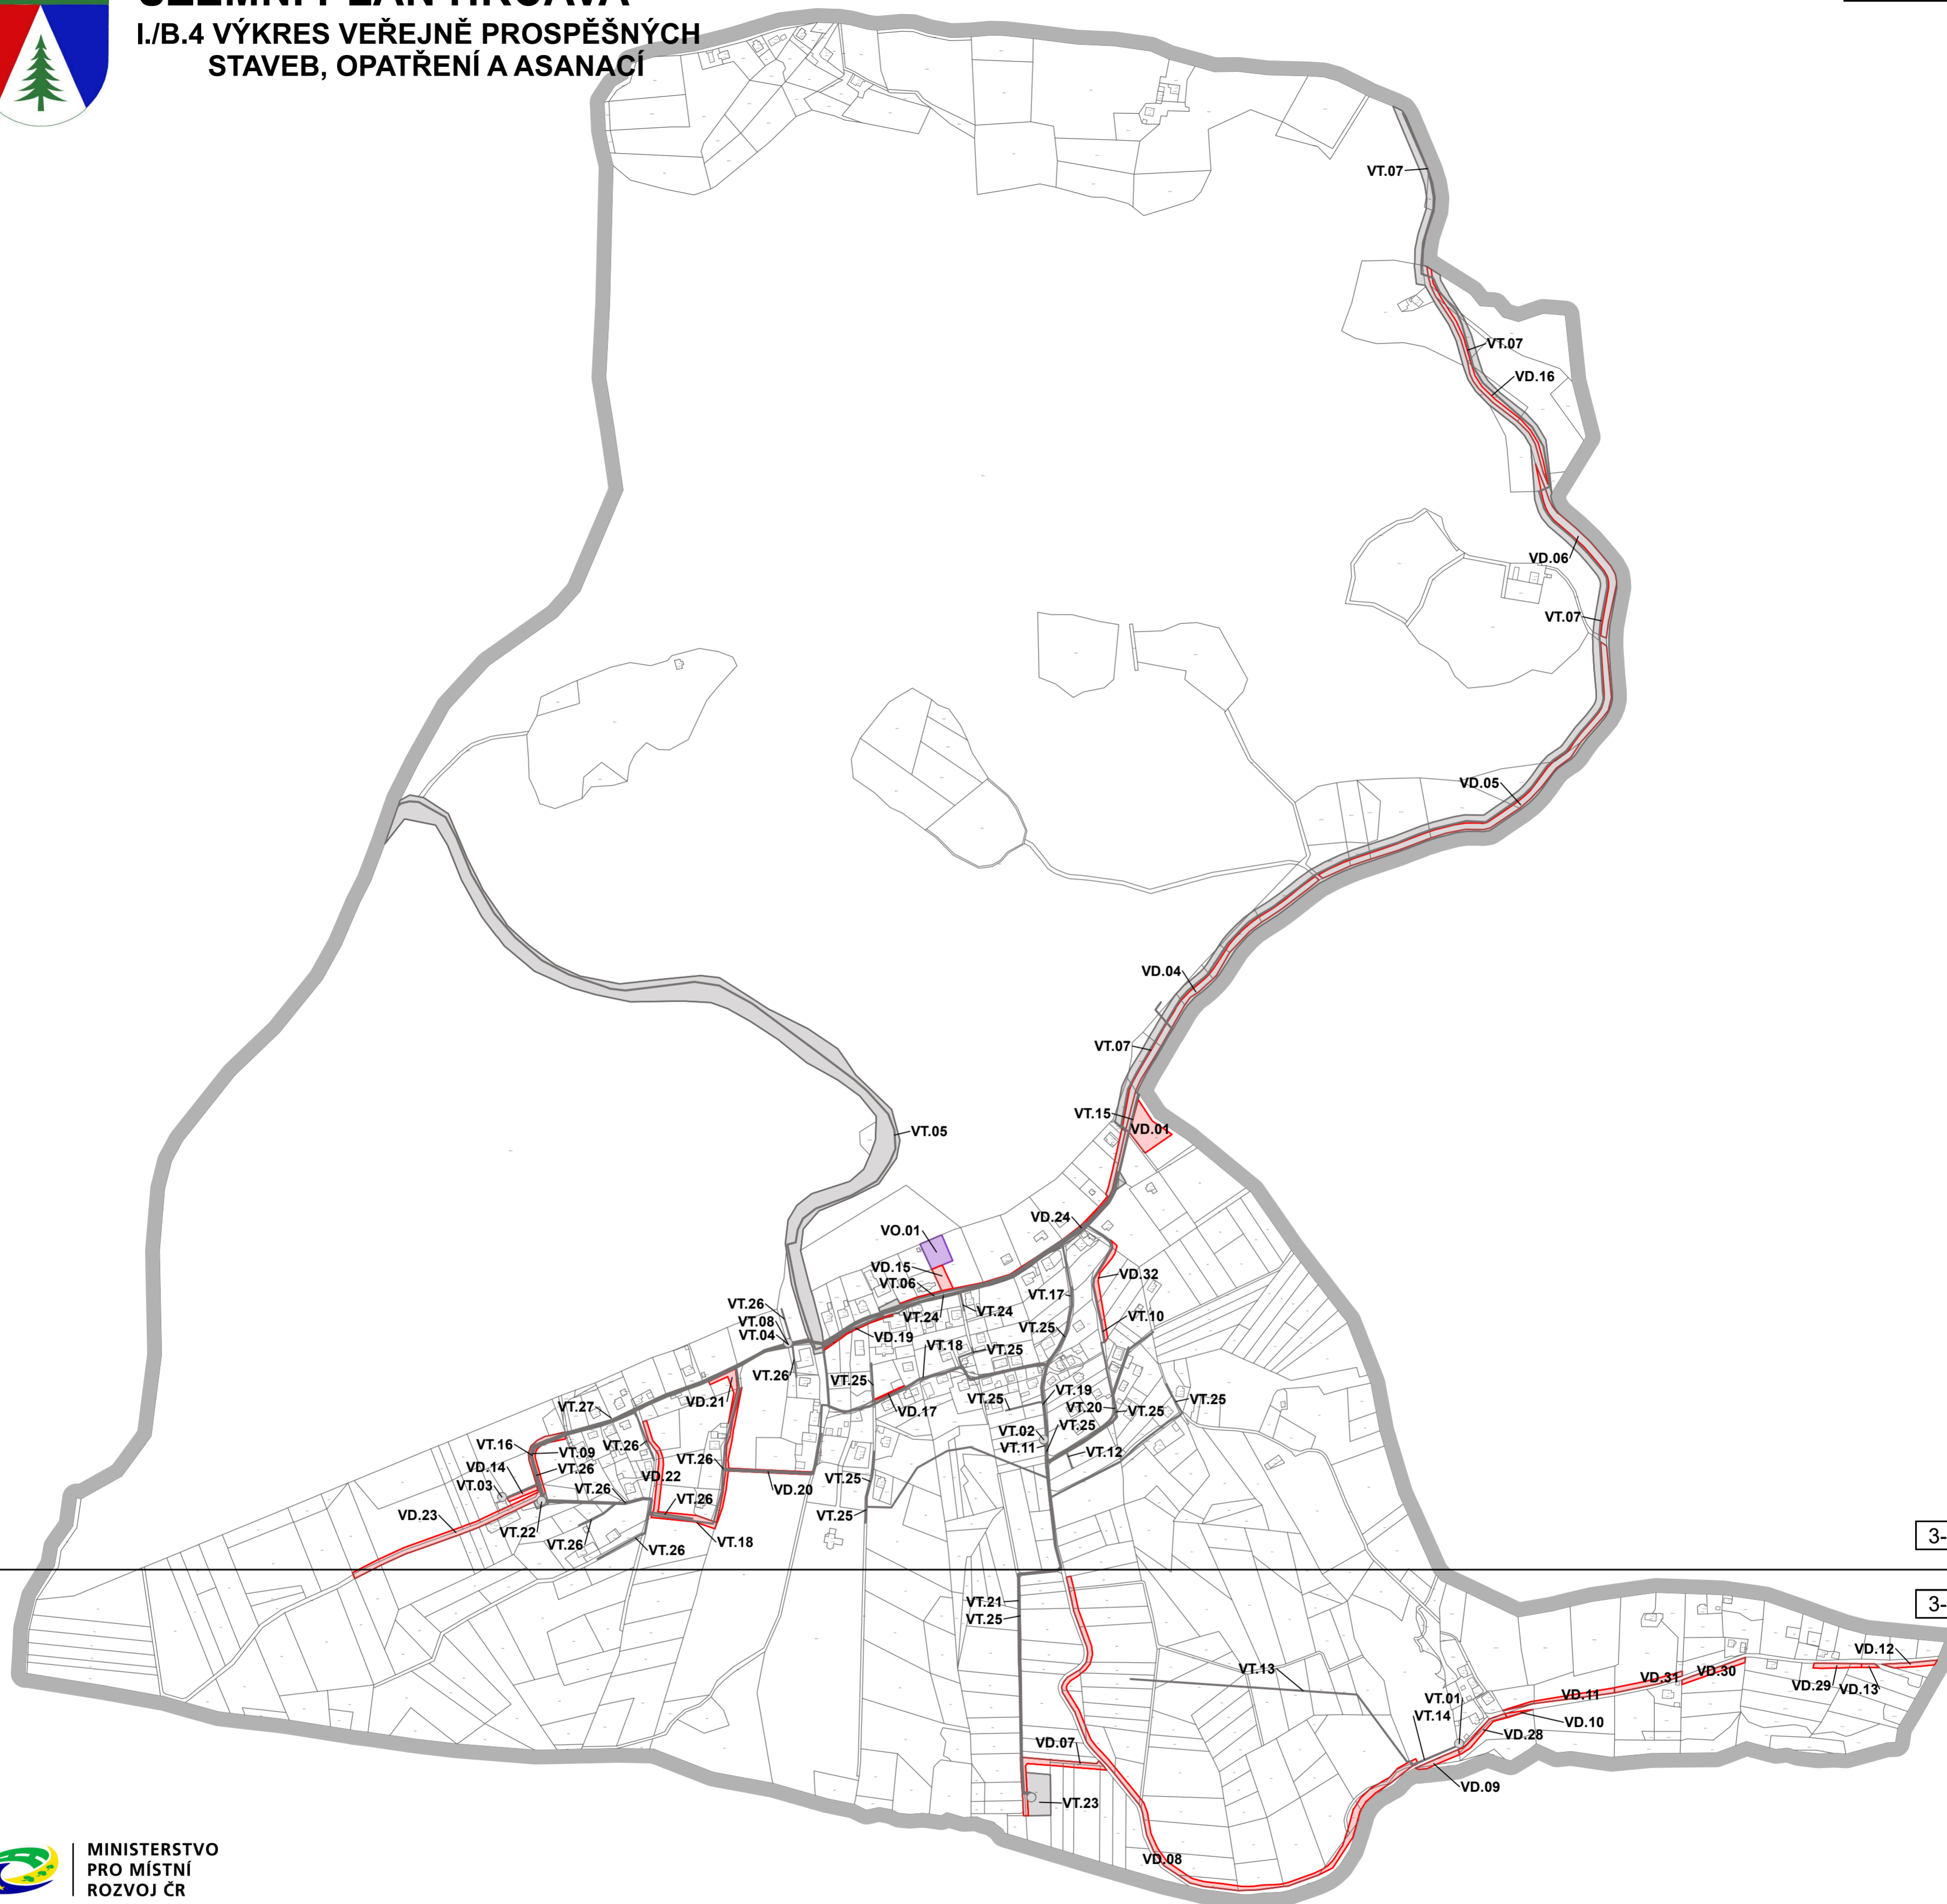 ÚZEMNÍ PLÁN HRČAVA
I./B.4 VÝKRES VEŘEJNĚ PROSPĚŠNÝCH
STAVEB, OPATŘENÍ A ASANACÍ
VT.07
VT.07
VD.16
VD.06
VT.07
VD.05
VD.04
VT.07
VT.15
VD.01
VT.05
VD.24
VO.01
VD.15
VD.32
VT.06
VT.17
VT.26
VT.24
VT.24
VT.10
VT.08
VT.04
VD.19
VT.25
VT.18
VT.25
VT.26
VT.25
VD.21
VT.19
VT.25
VT.25
VT.27
VD.17
VT.20
VT.25
VT.25
VT.02
VT.16
VT.26
VT.11
VT.09
VT.12
VT.26
VD.14
VT.26
VD.22
VT.25
VT.03
VT.26
VD.20
VT.26
VD.23
VT.25
VT.22
VT.18
VT.26
VT.26
3-
3-
VT.21
VT.25
VD.12
VT.13
VD.31
VD.30
VD.29
VD.13
VD.11
VT.01
VT.14
VD.10
VD.28
VD.07
VD.09
VT.23
VD.08
MINISTERSTVO
PRO MÍSTNÍ
ROZVOJ ČR